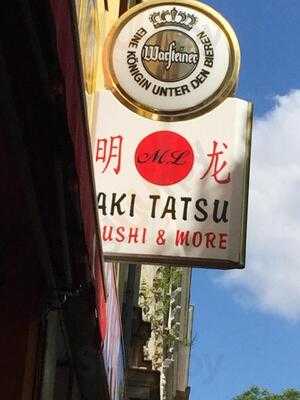 EINE KÖNIGIN UNTER DEN BIEREN
Warsteiner
明 ML 龙
AKI TATSU
USHI & MORE